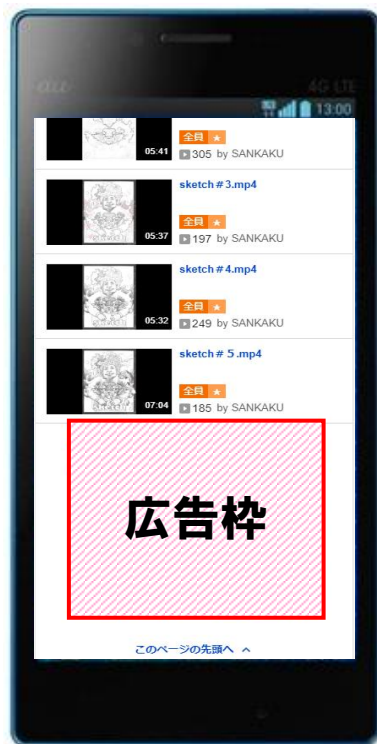 au
4G LTE
13:00
05:41
全員 ★
305 by SANKAKU
sketch#3.mp4
05:37
全員 ★
197 by SANKAKU
sketch#4.mp4
05:32
全員 ★
249 by SANKAKU
sketch#5.mp4
07:04
全員 ★
185 by SANKAKU
広告枠
このページの先頭へ ^